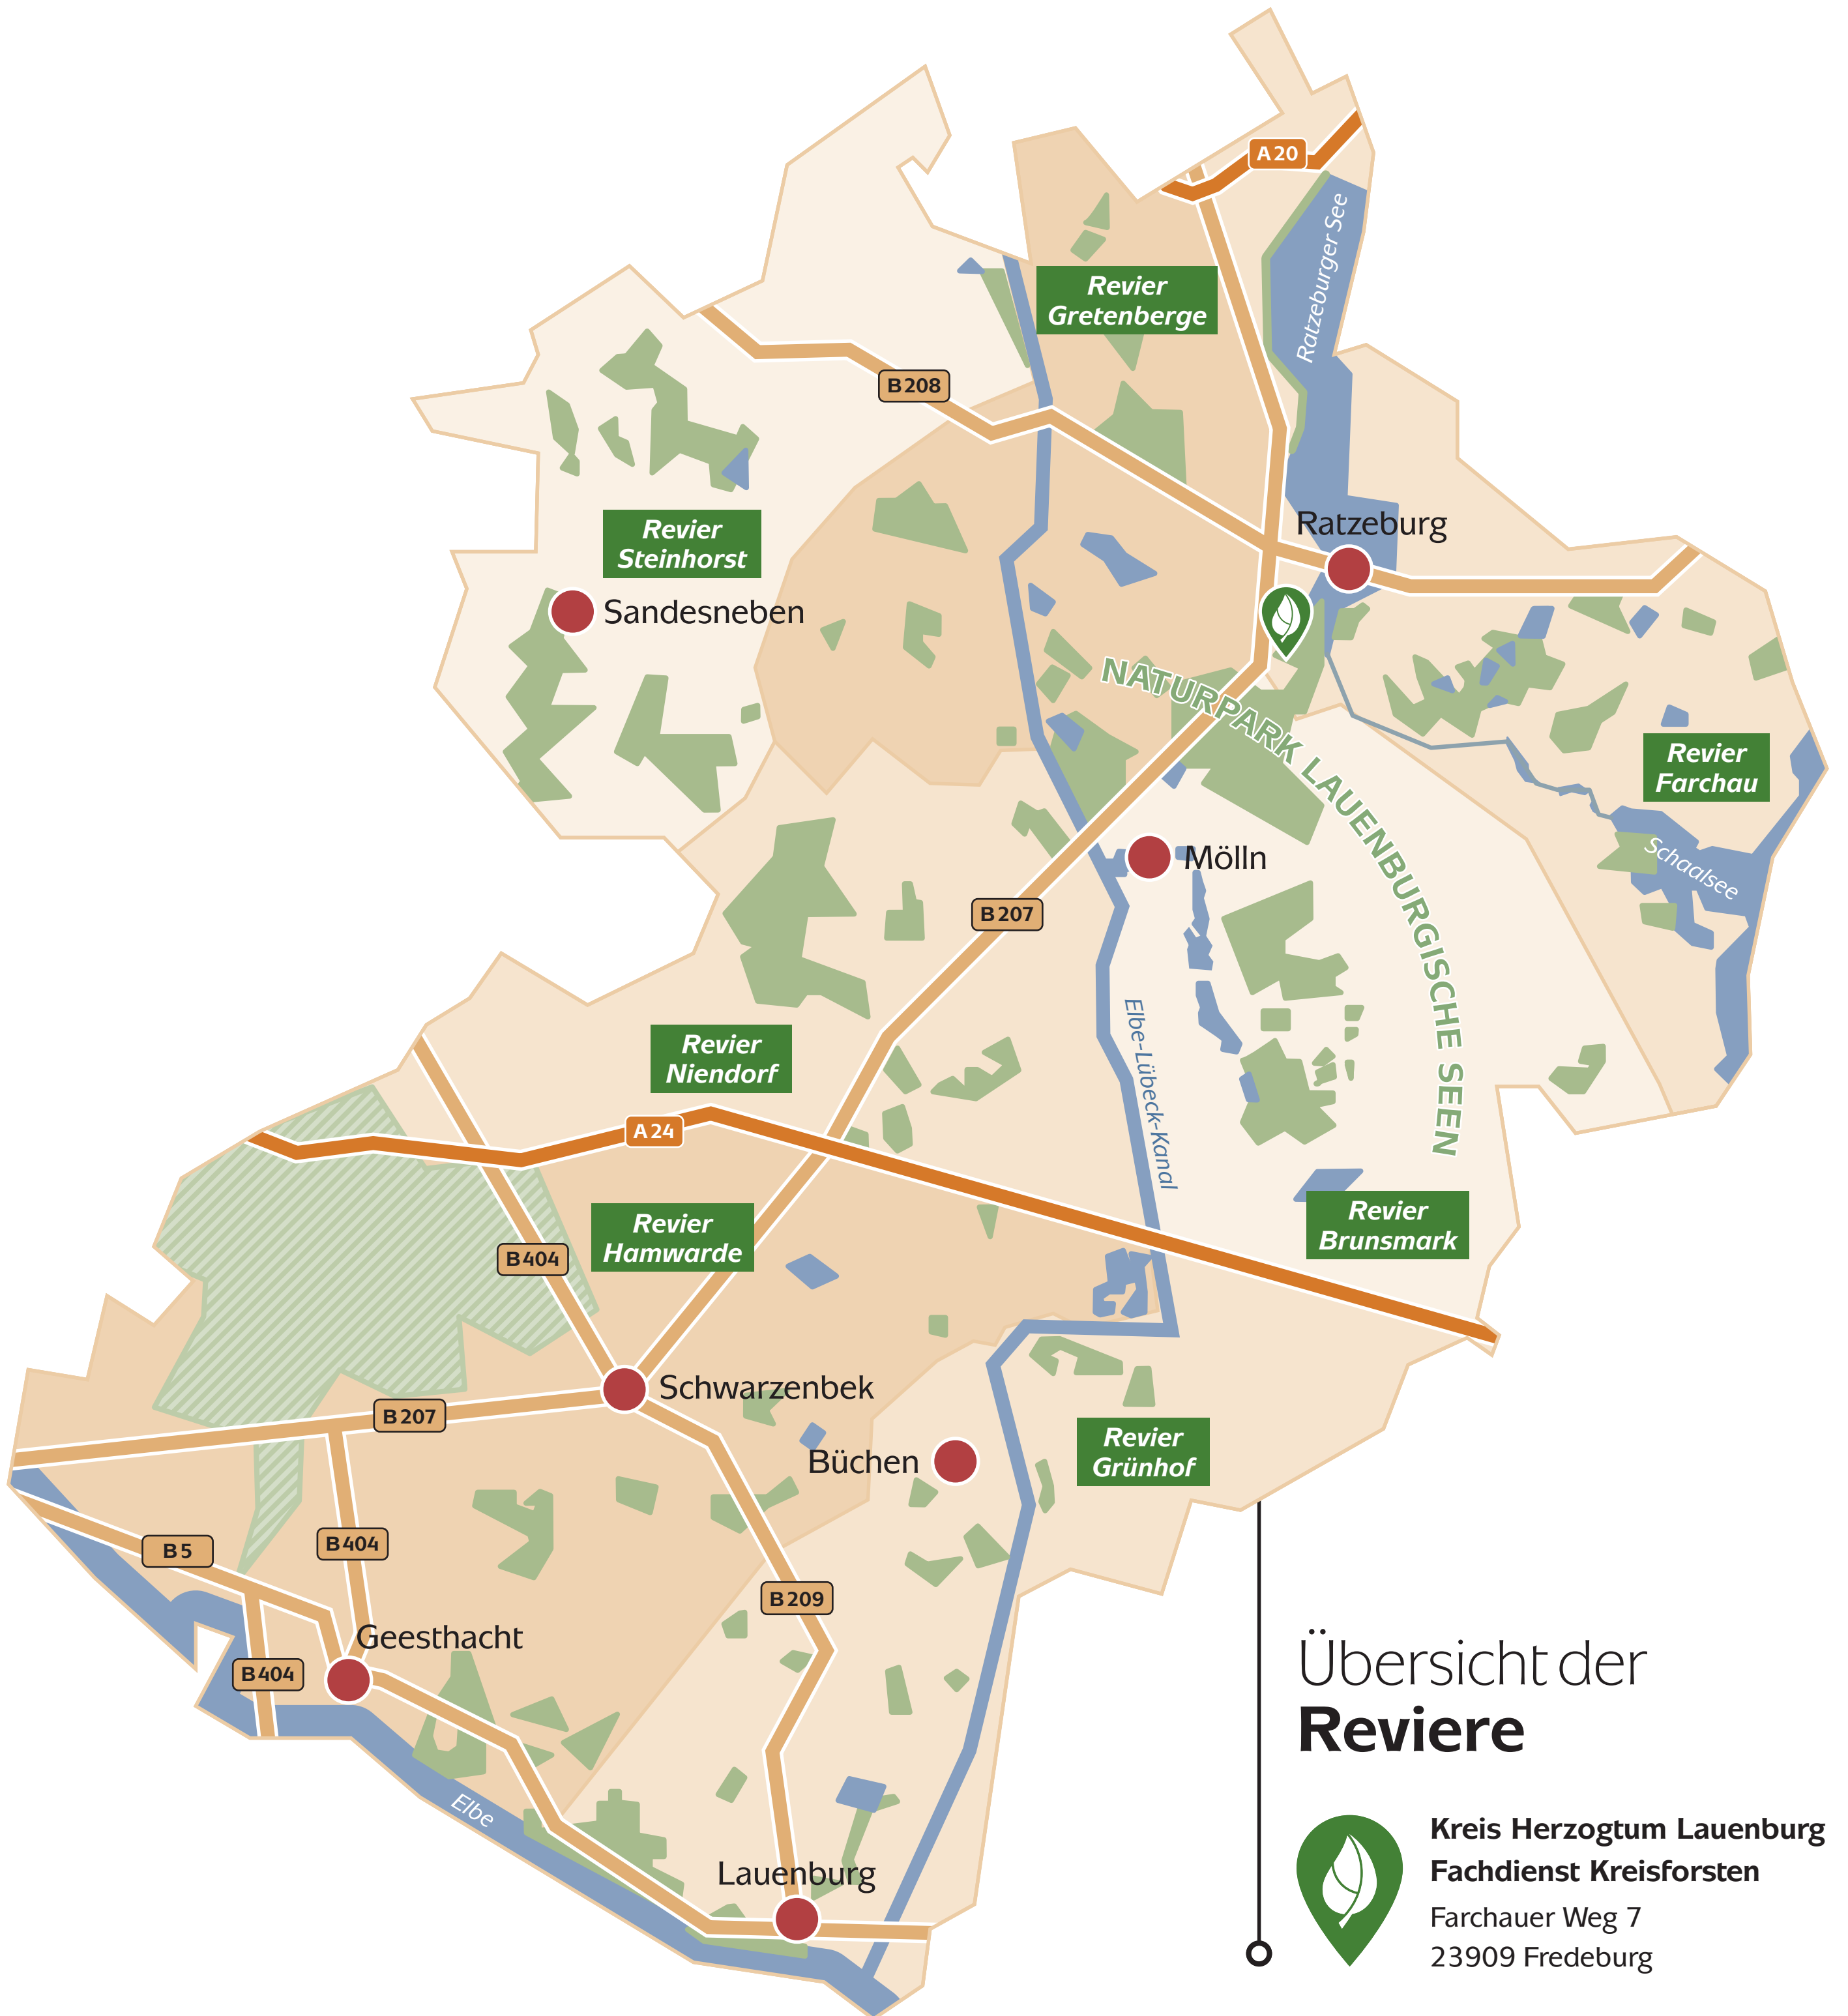 A 20
Ratzeburger See
Revier
Gretenberge
B 208
Revier
Steinhorst
Ratzeburg
Sandesneben
NATURPARK LAUENBURGISCHE SEEN
Revier
Farchau
Schaalsee
Mölln
B 207
Elbe-Lübeck-Kanal
Revier
Niendorf
A 24
Revier
Hamwarde
B 404
Revier
Brunsmark
Schwarzenbek
B 207
Büchen
Revier
Grünhof
B 5
B 404
B 209
Geesthacht
B 404
Elbe
Lauenburg
Übersicht der
Reviere
Kreis Herzogtum Lauenburg
Fachdienst Kreisforsten
Farchauer Weg 7
23909 Fredeburg